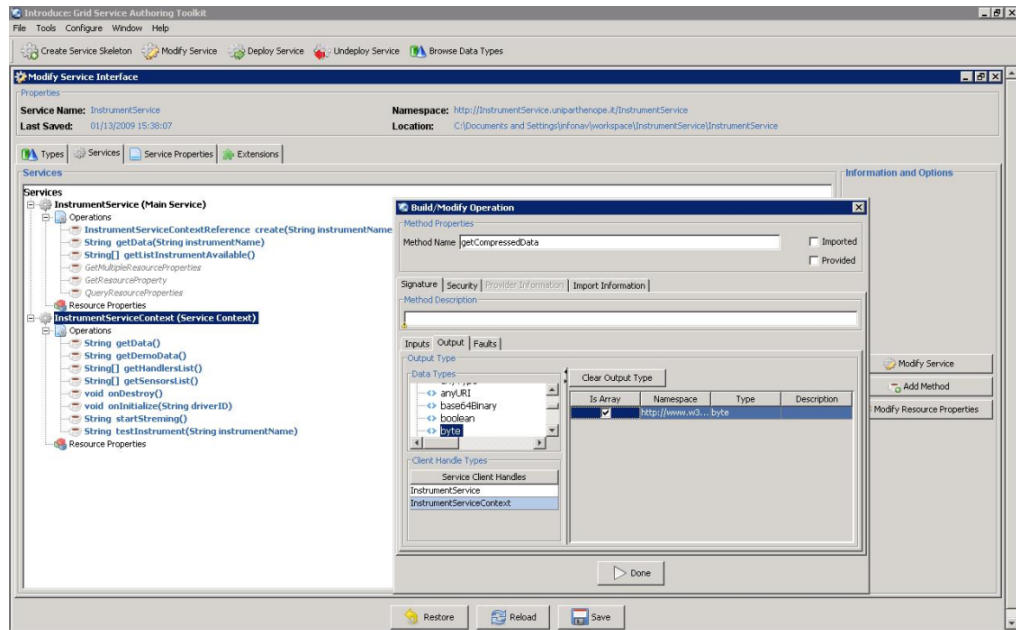 Introduce: Grid Service Authoring Toolkit
File Tools Configure Window Help
Create Service Skeleton Modify Service Deploy Service Undeploy Service Browse Data Types
Modify Service Interface
Properties
Service Name: InstrumentService Namespace: http://InstrumentService.uniparthenope.it/InstrumentService
Last Saved: 01/13/2009 15:38:07 Location: C:\Documents and Settings\infonav\workspace\InstrumentService\InstrumentService
Types Services Service Properties Extensions
Services Information and Options
Services
InstrumentService (Main Service)
Operations
InstrumentServiceContextReference create(String instrumentName
String getData(String instrumentName)
String[] getListInstrumentAvailable()
GetMultipleResourceProperties
GetResourceProperty
QueryResourceProperties
Resource Properties
InstrumentServiceContext (Service Context)
Operations
String getData()
String getDemoData()
String[] getHandlersList()
String[] getSensorsList()
void onDestroy()
void onInitialize(String driverID)
String startStreming()
String testInstrument(String instrumentName)
Resource Properties
Build/Modify Operation
Method Properties
Method Name getCompressedData Imported
Provided
Signature Security Provider Information Import Information
Method Description
Inputs Output Faults
Output Type
Data Types Clear Output Type
anyURI
base64Binary
boolean
byte
Is Array Namespace Type Description
http://www.w3... byte
Client Handle Types
Service Client Handles
InstrumentService
InstrumentServiceContext
Done
Modify Service
Add Method
Modify Resource Properties
Restore Reload Save